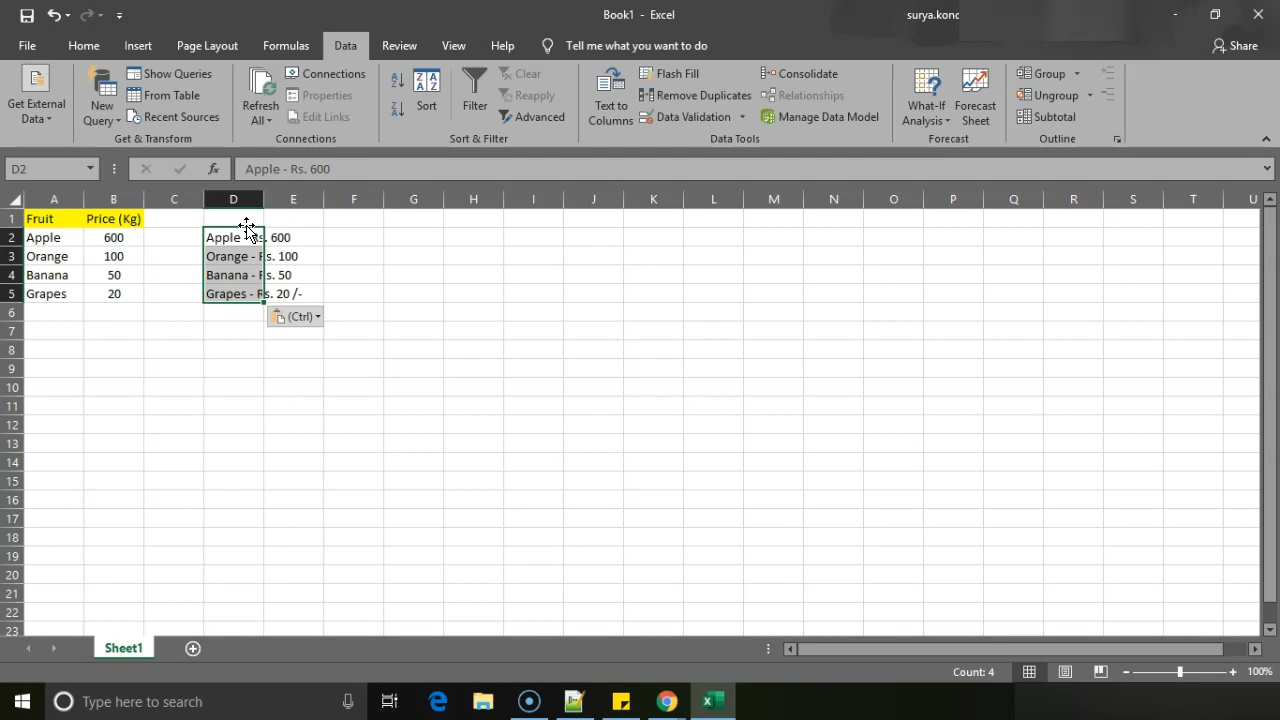 Book1 - Excel
surya.kond
File Home Insert Page Layout Formulas Data Review View Help Tell me what you want to do Share
Get External Data
New Query
Show Queries
From Table
Recent Sources
Get & Transform
Refresh All
Connections
Properties
Edit Links
Connections
Sort
Filter
Clear
Reapply
Advanced
Sort & Filter
Text to Columns
Flash Fill
Remove Duplicates
Data Validation
Consolidate
Relationships
Manage Data Model
Data Tools
What-If Analysis
Forecast Sheet
Forecast
Group
Ungroup
Subtotal
Outline
D2 fx Apple - Rs. 600
A B C D E F G H I J K L M N O P Q R S T U
1 Fruit Price (Kg)
2 Apple 600 Apple - Rs. 600
3 Orange 100 Orange - Rs. 100
4 Banana 50 Banana - Rs. 50
5 Grapes 20 Grapes - Rs. 20 /-
6 (Ctrl)
7
8
9
10
11
12
13
14
15
16
17
18
19
20
21
22
23
Sheet1
Count: 4 100%
Type here to search